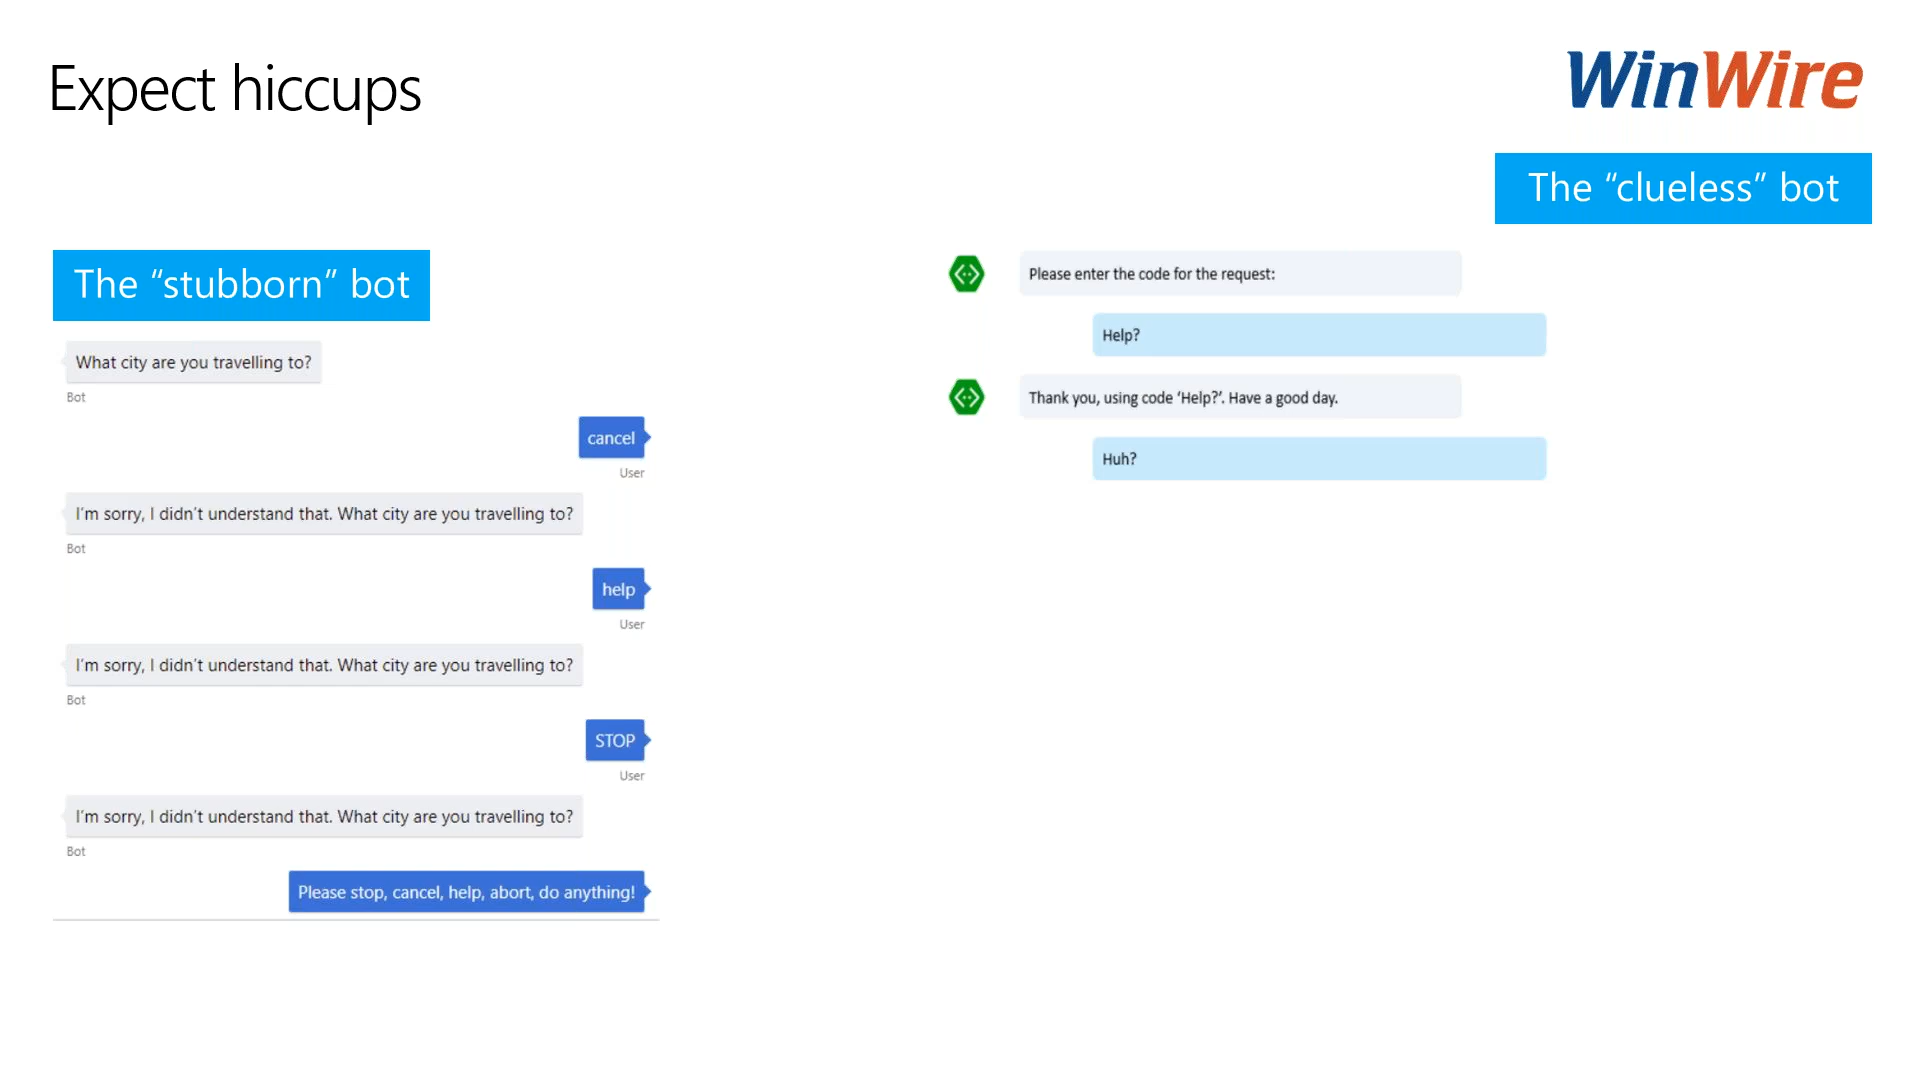 Expect hiccups
WinWire
The “clueless” bot
The “stubborn” bot
What city are you travelling to?
Bot
cancel
User
I'm sorry, I didn't understand that. What city are you travelling to?
Bot
help
User
I'm sorry, I didn't understand that. What city are you travelling to?
Bot
STOP
User
I'm sorry, I didn't understand that. What city are you travelling to?
Bot
Please stop, cancel, help, abort, do anything!
Please enter the code for the request:
Help?
Thank you, using code ‘Help?’. Have a good day.
Huh?